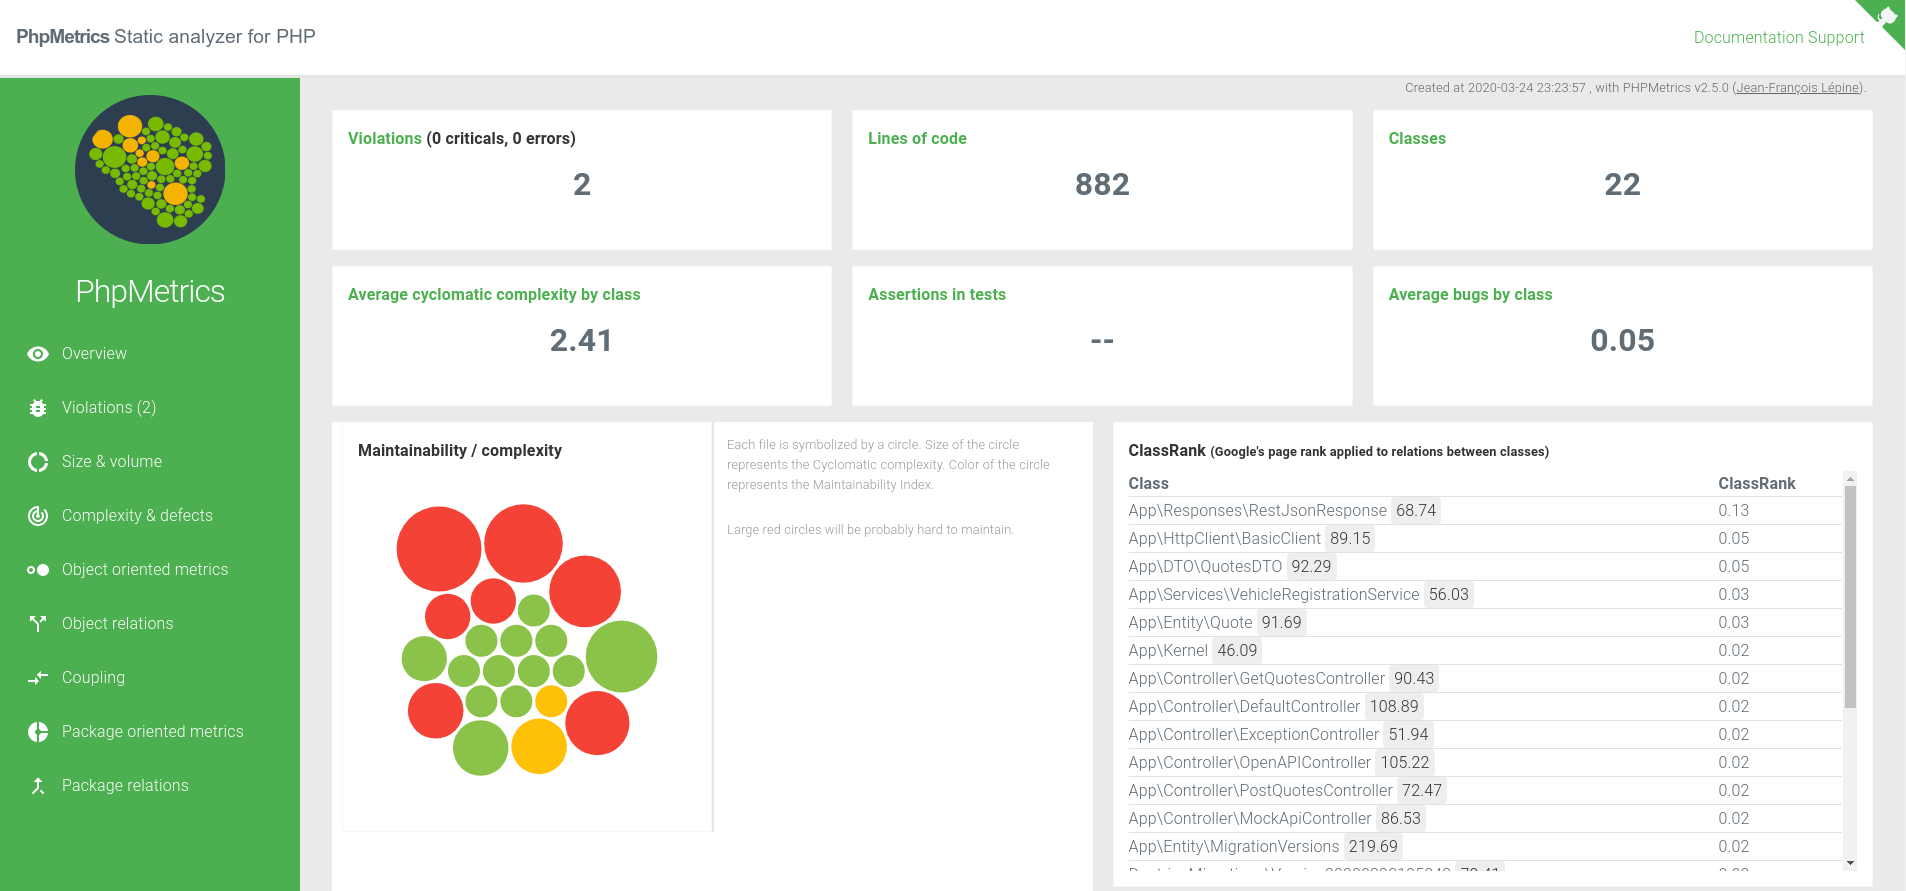 PhpMetrics Static analyzer for PHP
Documentation Support
Created at 2020-03-24 23:23:57 , with PHPMetrics v2.5.0 (Jean-François Lépine).
PhpMetrics
Overview
Violations (2)
Size & volume
Complexity & defects
Object oriented metrics
Object relations
Coupling
Package oriented metrics
Package relations
Violations (0 criticals, 0 errors)
2
Lines of code
882
Classes
22
Average cyclomatic complexity by class
2.41
Assertions in tests
--
Average bugs by class
0.05
Maintainability / complexity
Each file is symbolized by a circle. Size of the circle
represents the Cyclomatic complexity. Color of the circle
represents the Maintainability Index.
Large red circles will be probably hard to maintain.
ClassRank (Google's page rank applied to relations between classes)
Class ClassRank
App\Responses\RestJsonResponse 68.74 0.13
App\HttpClient\BasicClient 89.15 0.05
App\DTO\QuotesDTO 92.29 0.05
App\Services\VehicleRegistrationService 56.03 0.03
App\Entity\Quote 91.69 0.03
App\Kernel 46.09 0.02
App\Controller\GetQuotesController 90.43 0.02
App\Controller\DefaultController 108.89 0.02
App\Controller\ExceptionController 51.94 0.02
App\Controller\OpenAPIController 105.22 0.02
App\Controller\PostQuotesController 72.47 0.02
App\Controller\MockApiController 86.53 0.02
App\Entity\MigrationVersions 219.69 0.02